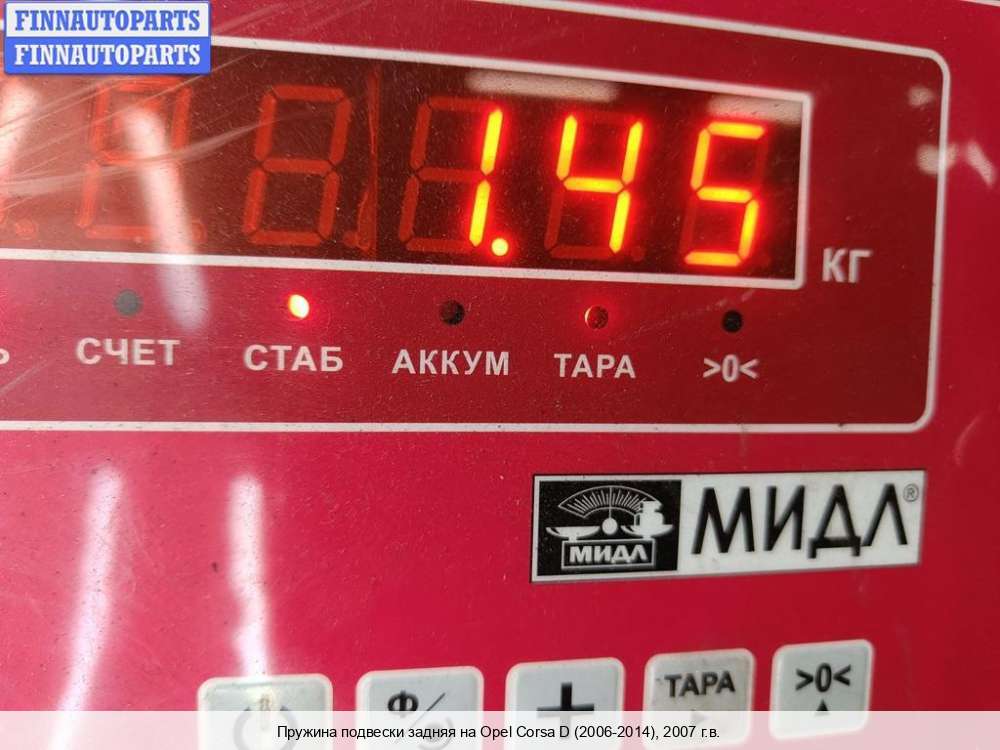 FINNAUTOPARTS
FINNAUTOPARTS
1.45
КГ
СЧЕТ СТАБ АККУМ ТАРА >0<
МИДЛ МИДЛ®
Ф/ + ТАРА >0<
Пружина подвески задняя на Opel Corsa D (2006-2014), 2007 г.в.